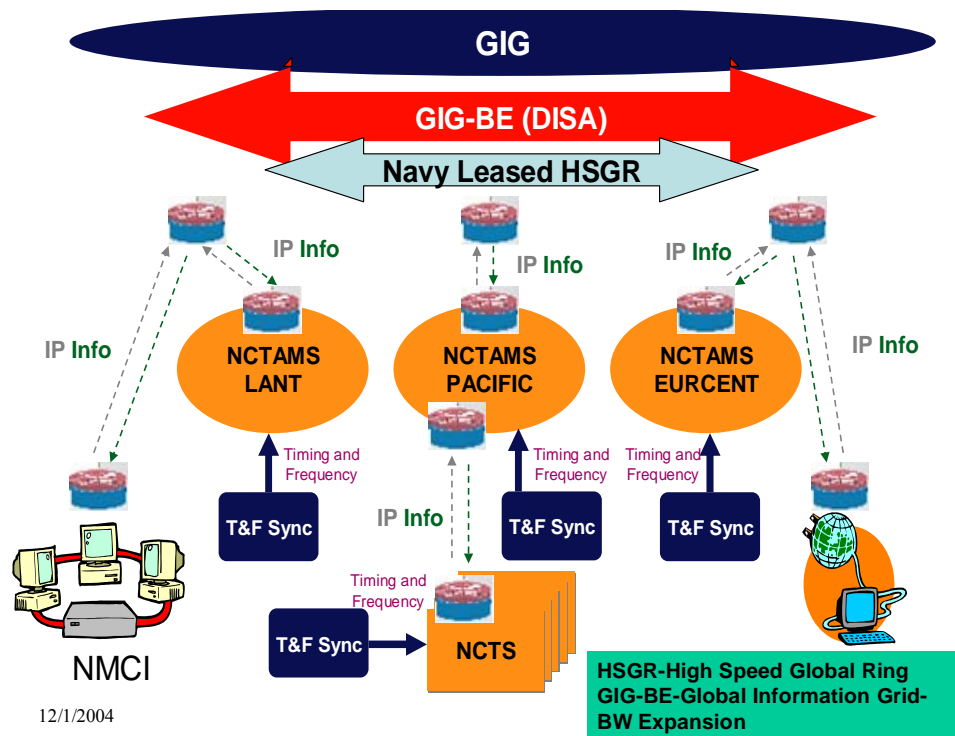 GIG
GIG-BE (DISA)
Navy Leased HSGR
IP Info
IP Info
IP Info
IP Info
IP Info
NCTAMS
LANT
NCTAMS
PACIFIC
NCTAMS
EURCENT
Timing and
Frequency
Timing and
Frequency
Timing and
Frequency
T&F Sync
T&F Sync
T&F Sync
IP Info
Timing and
Frequency
T&F Sync
NCTS
NMCI
HSGR-High Speed Global Ring
GIG-BE-Global Information Grid-
BW Expansion
12/1/2004